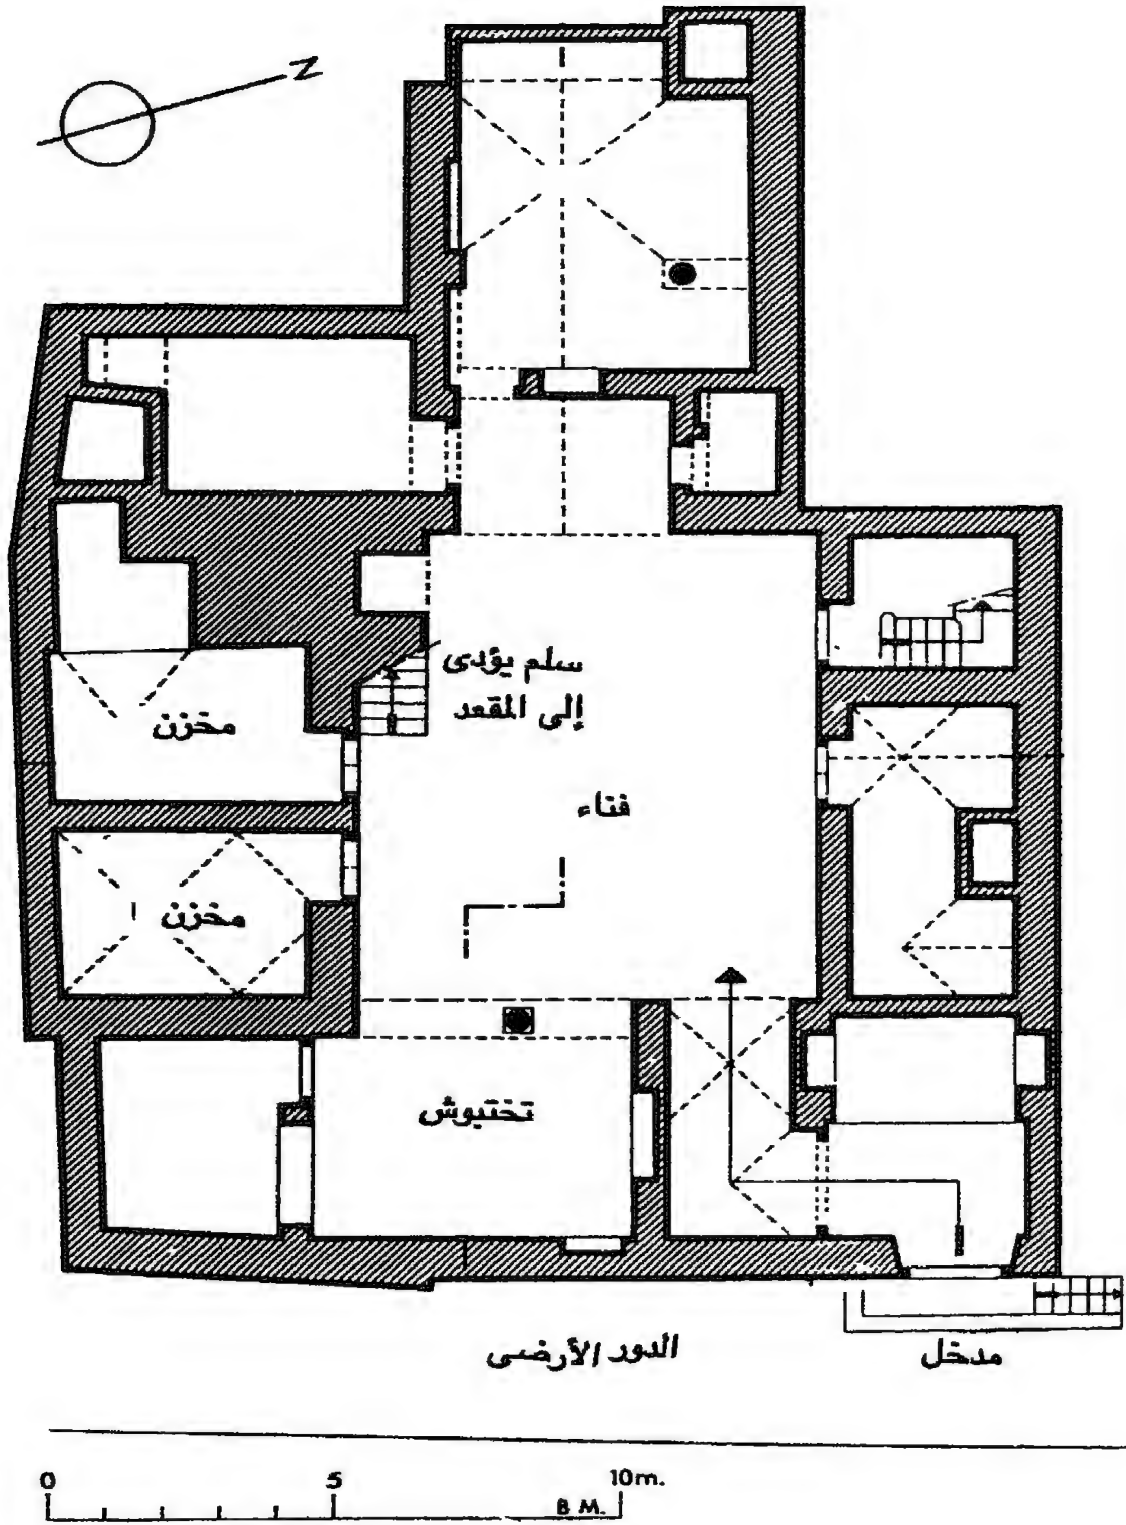 N
سلم يؤدى
إلى المقعد
مخزن
فناء
مخزن
تختبوش
الدور الأرضى
مدخل
0 5 10m.
B M.